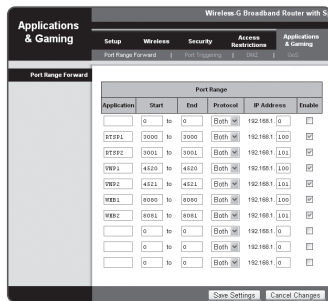 Wireless-G Broadband Router with S
Applications & Gaming
Setup Wireless Security Access Restrictions Applications & Gaming
Port Range Forward | Port Triggering | DMZ | QoS
Port Range Forward
Port Range
Application Start End Protocol IP Address Enable
0 to 0 Both 192.168.1. 0
RTSP1 3000 to 3000 Both 192.168.1. 100
RTSP2 3001 to 3001 Both 192.168.1. 101
VNP1 4520 to 4520 Both 192.168.1. 100
VNP2 4521 to 4521 Both 192.168.1. 101
WEB1 8080 to 8080 Both 192.168.1. 100
WEB2 8081 to 8081 Both 192.168.1. 101
0 to 0 Both 192.168.1. 0
0 to 0 Both 192.168.1. 0
0 to 0 Both 192.168.1. 0
Save Settings Cancel Changes